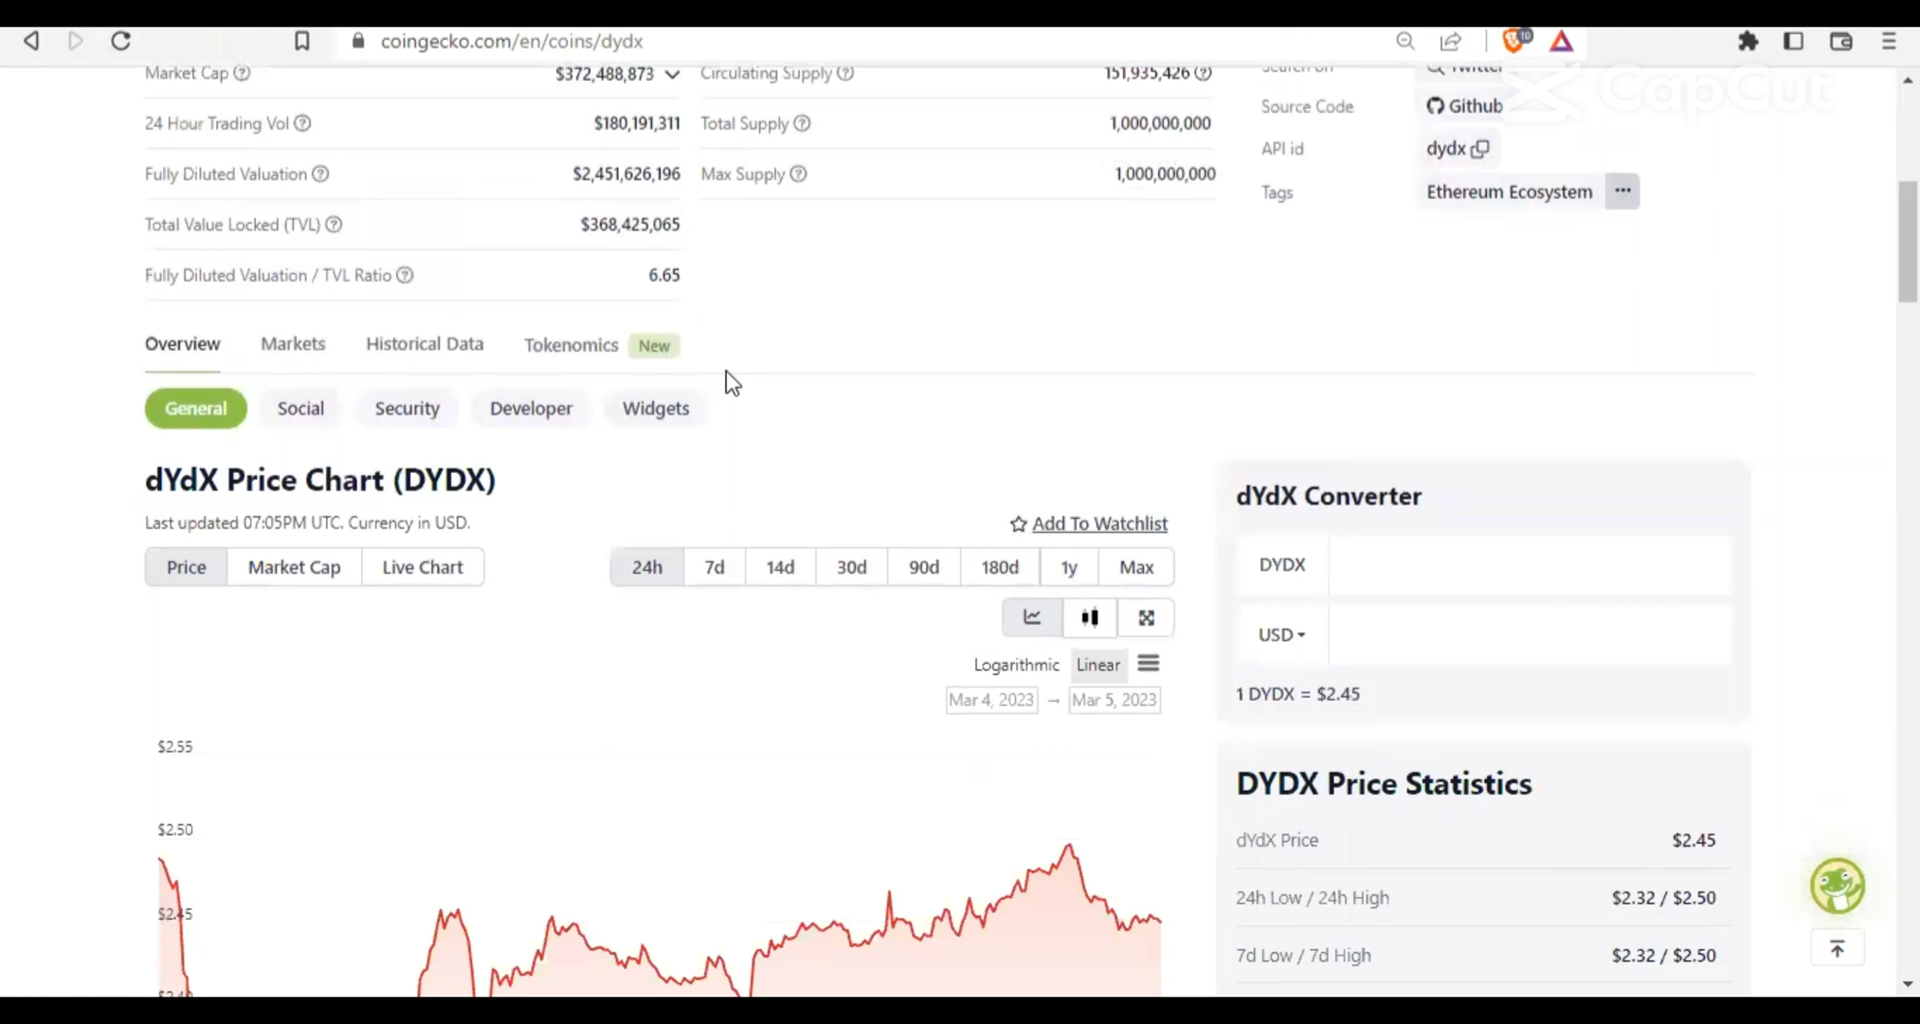 coingecko.com/en/coins/dydx
10
Market Cap $372,488,873 Circulating Supply 151,935,426
CapCut
Source Code Github
24 Hour Trading Vol $180,191,311 Total Supply 1,000,000,000
API id dydx
Fully Diluted Valuation $2,451,626,196 Max Supply 1,000,000,000
Tags Ethereum Ecosystem ...
Total Value Locked (TVL) $368,425,065
Fully Diluted Valuation / TVL Ratio 6.65
Overview Markets Historical Data Tokenomics New
General Social Security Developer Widgets
dYdX Price Chart (DYDX)
Last updated 07:05PM UTC. Currency in USD.
Add To Watchlist
Price Market Cap Live Chart
24h 7d 14d 30d 90d 180d 1y Max
Logarithmic Linear
Mar 4, 2023 → Mar 5, 2023
$2.55
$2.50
$2.45
dYdX Converter
DYDX
USD
1 DYDX = $2.45
DYDX Price Statistics
dYdX Price $2.45
24h Low / 24h High $2.32 / $2.50
7d Low / 7d High $2.32 / $2.50